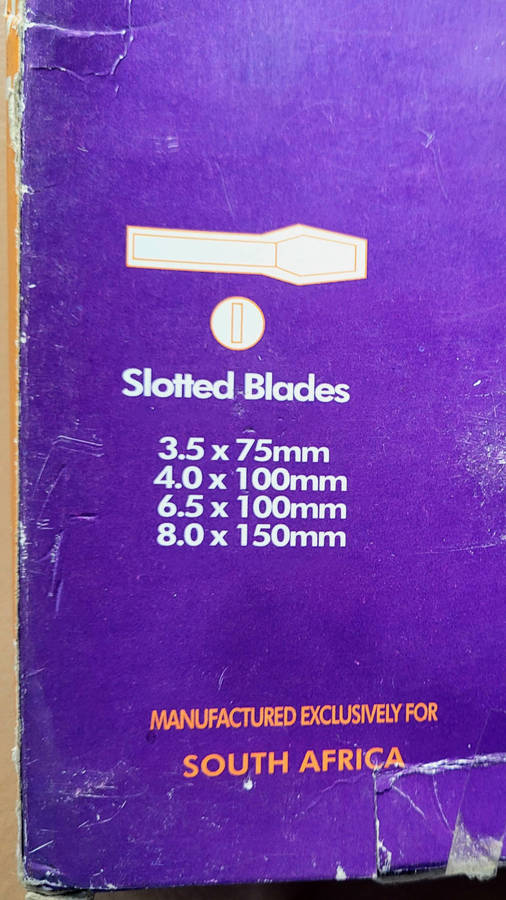 Slotted Blades
3.5 x 75mm
4.0 x 100mm
6.5 x 100mm
8.0 x 150mm
MANUFACTURED EXCLUSIVELY FOR
SOUTH AFRICA